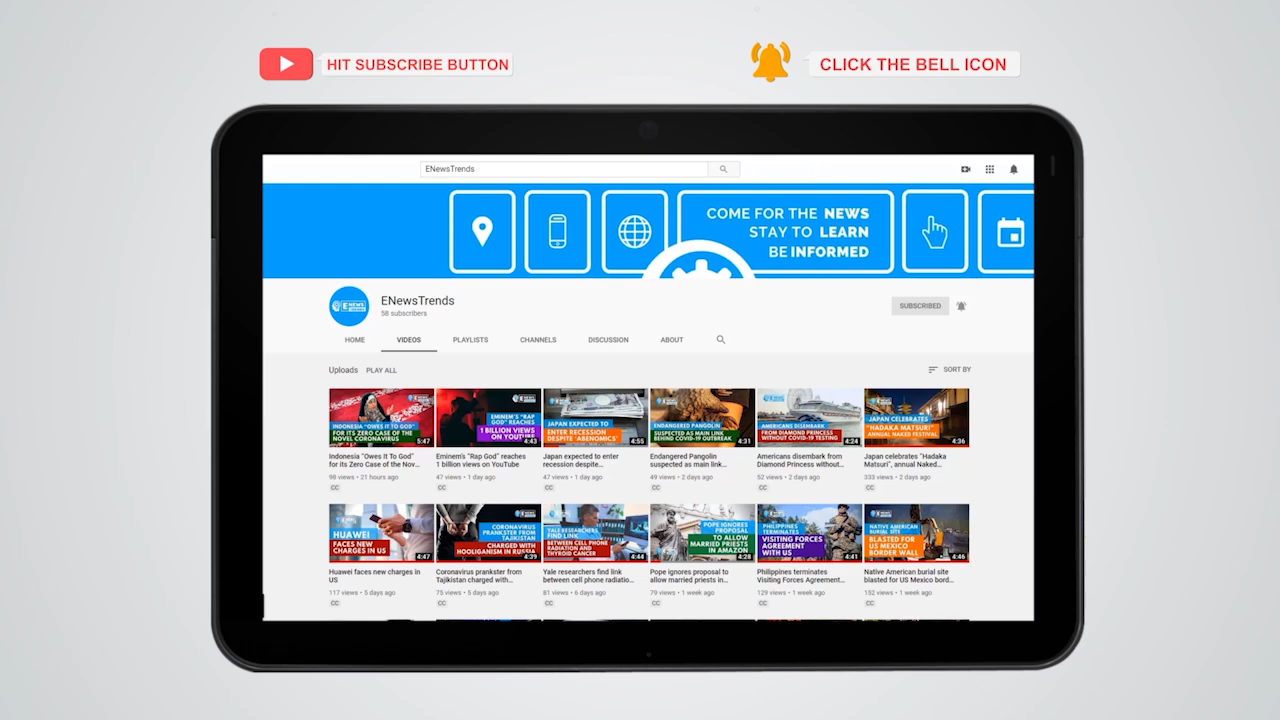 HIT SUBSCRIBE BUTTON
CLICK THE BELL ICON
ENewsTrends
COME FOR THE NEWS
STAY TO LEARN
BE INFORMED
ENewsTrends
58 subscribers
SUBSCRIBED
HOME VIDEOS PLAYLISTS CHANNELS DISCUSSION ABOUT
Uploads PLAY ALL
SORT BY
INDONESIA "OWES IT TO GOD"
FOR ITS ZERO CASE OF THE
NOVEL CORONAVIRUS
5:47
Indonesia "Owes It To God"
for its Zero Case of the Nov...
98 views • 21 hours ago
CC
EMINEM'S "RAP
GOD" REACHES
1 BILLION VIEWS
ON YOUTUBE
4:43
Eminem's "Rap God" reaches
1 billion views on YouTube
47 views • 1 day ago
CC
JAPAN EXPECTED TO
ENTER RECESSION
DESPITE 'ABENOMICS'
4:55
Japan expected to enter
recession despite...
47 views • 1 day ago
CC
ENDANGERED PANGOLIN
SUSPECTED AS MAIN LINK
BEHIND COVID-19 OUTBREAK
4:31
Endangered Pangolin
suspected as main link...
49 views • 2 days ago
CC
AMERICANS DISEMBARK
FROM DIAMOND PRINCESS
WITHOUT COVID-19 TESTING
4:24
Americans disembark from
Diamond Princess without...
52 views • 2 days ago
CC
JAPAN CELEBRATES
"HADAKA MATSURI"
ANNUAL NAKED FESTIVAL
4:36
Japan celebrates "Hadaka
Matsuri", annual Naked...
333 views • 2 days ago
CC
HUAWEI
FACES NEW
CHARGES IN US
4:47
Huawei faces new charges in
US
117 views • 5 days ago
CC
CORONAVIRUS
PRANKSTER FROM
TAJIKISTAN
CHARGED WITH
HOOLIGANISM IN RUSSIA
4:39
Coronavirus prankster from
Tajikistan charged with...
75 views • 5 days ago
CC
YALE RESEARCHERS
FIND LINK
BETWEEN CELL PHONE
RADIATION AND
THYROID CANCER
4:44
Yale researchers find link
between cell phone radiatio...
81 views • 6 days ago
CC
POPE IGNORES
PROPOSAL
TO ALLOW
MARRIED PRIESTS
IN AMAZON
4:28
Pope ignores proposal to
allow married priests in...
79 views • 1 week ago
CC
PHILIPPINES
TERMINATES
VISITING FORCES
AGREEMENT
WITH US
4:41
Philippines terminates
Visiting Forces Agreement...
129 views • 1 week ago
CC
NATIVE AMERICAN
BURIAL SITE
BLASTED FOR
US MEXICO
BORDER WALL
4:46
Native American burial site
blasted for US Mexico bord...
152 views • 1 week ago
CC